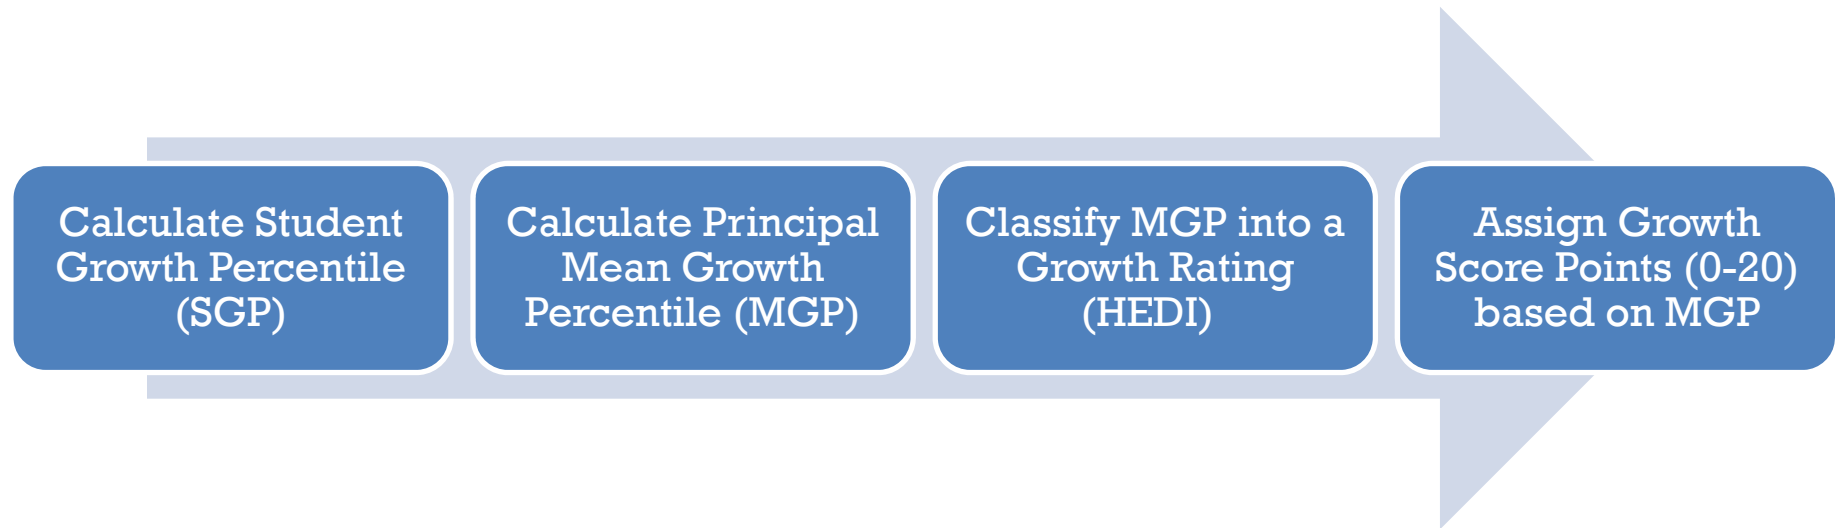 Calculate Student
Growth Percentile
(SGP)
Calculate Principal
Mean Growth
Percentile (MGP)
Classify MGP into a
Growth Rating
(HEDI)
Assign Growth
Score Points (0-20)
based on MGP